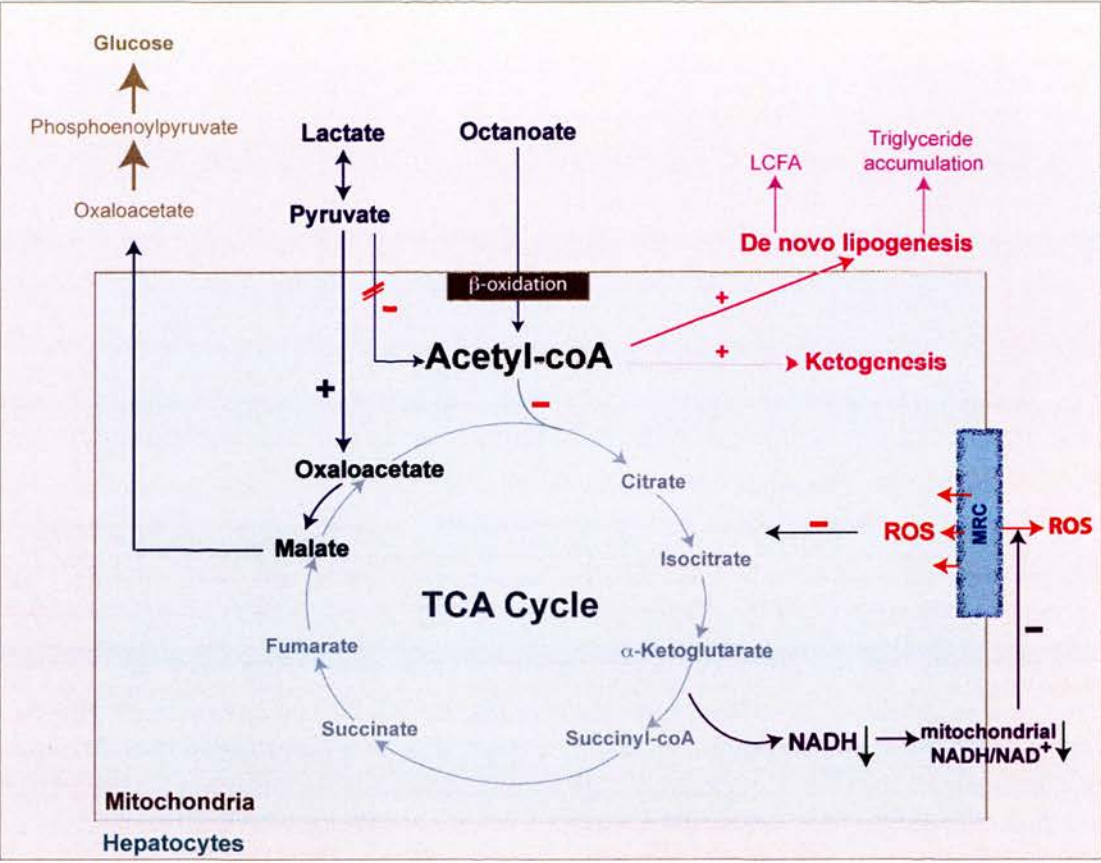 Glucose
Phosphoenoylpyruvate
Oxaloacetate
Lactate
Pyruvate
Octanoate
LCFA
Triglyceride
accumulation
De novo lipogenesis
β-oxidation
-
+
+
Acetyl-coA
Ketogenesis
+
-
Oxaloacetate
Citrate
Malate
Isocitrate
-
ROS
MRC
ROS
TCA Cycle
-
Fumarate
α-Ketoglutarate
Succinate
Succinyl-coA
NADH
mitochondrial
NADH/NAD+
Mitochondria
Hepatocytes